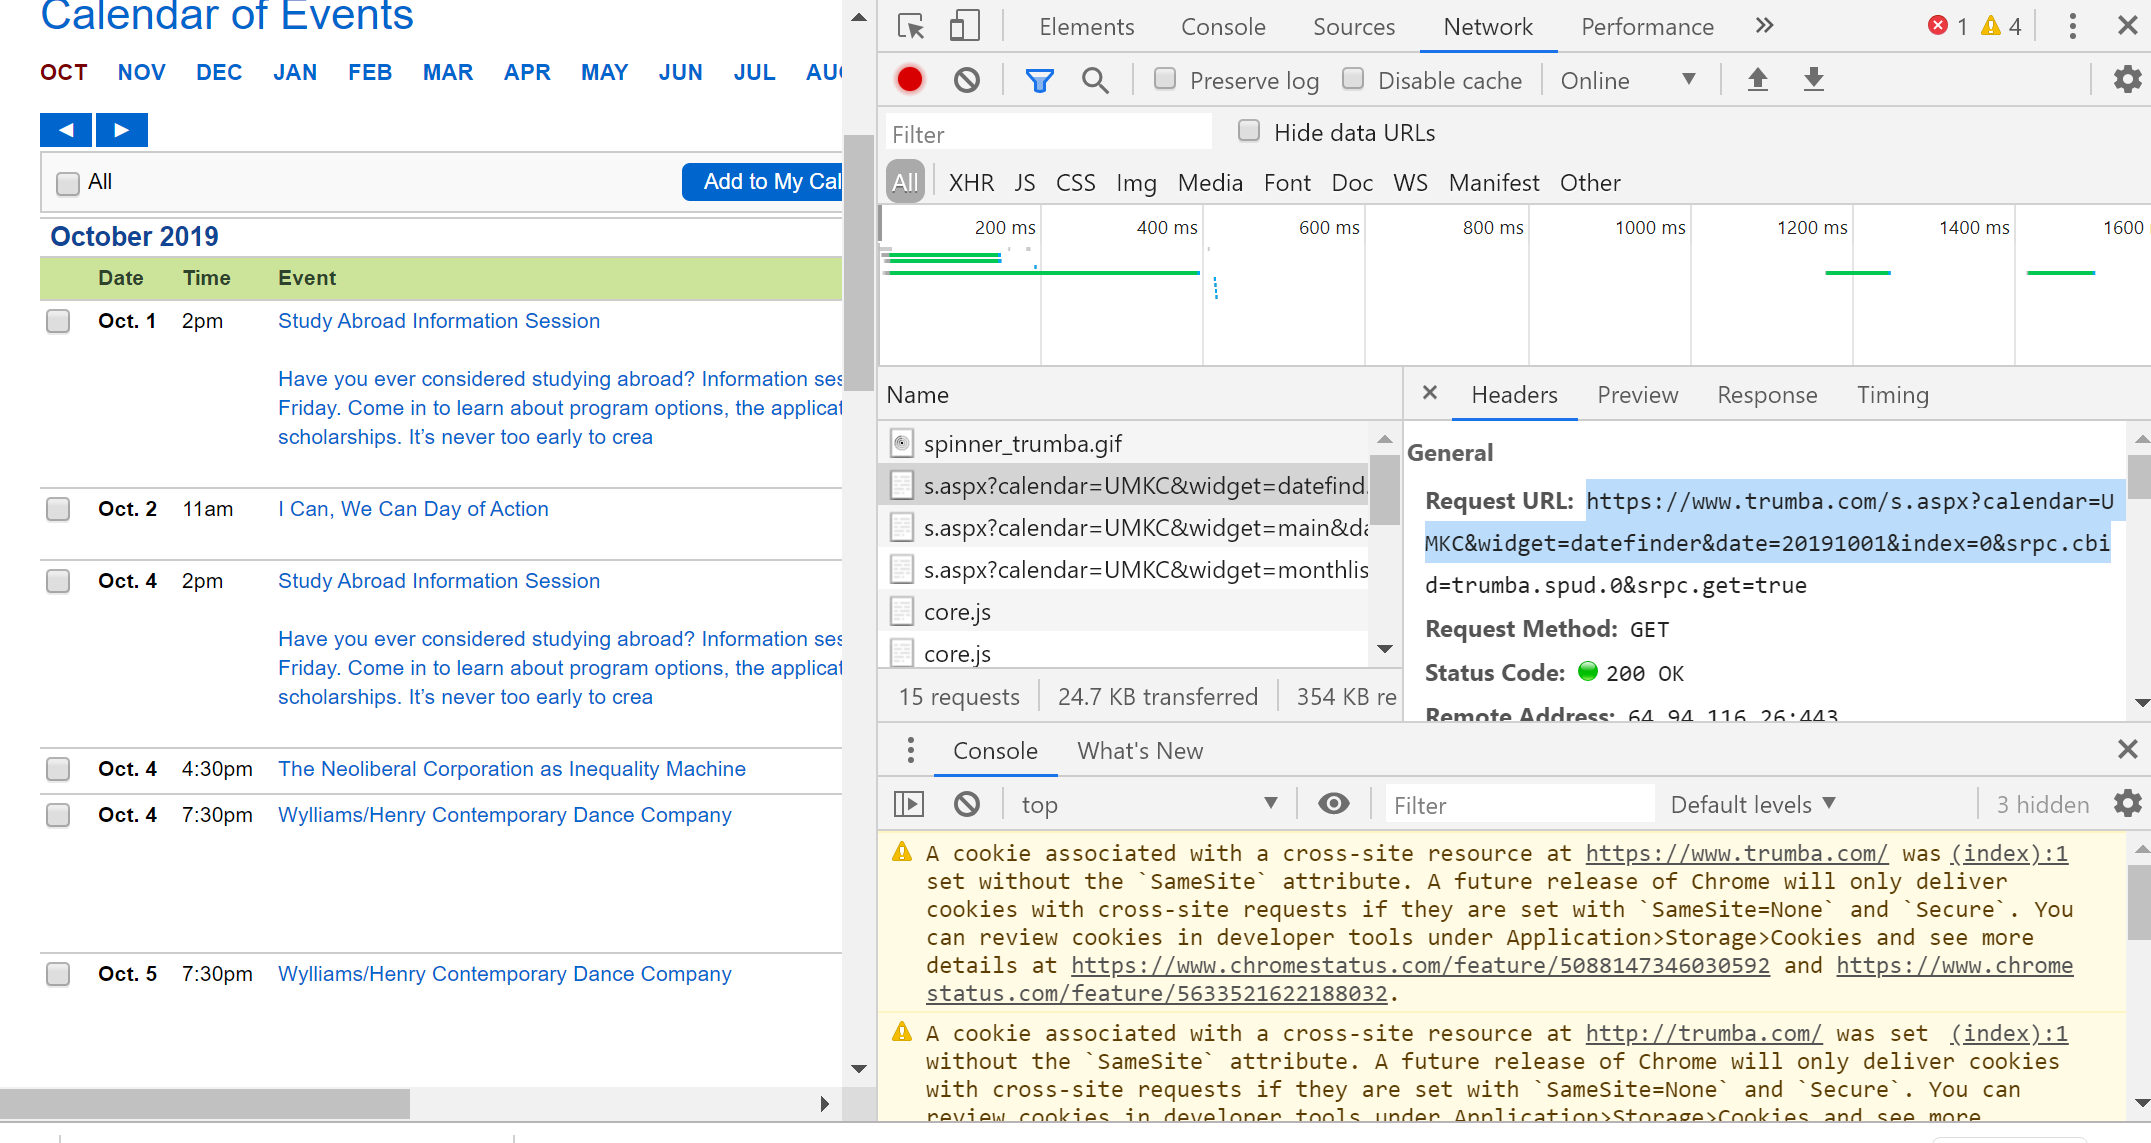 Calendar of Events
OCT NOV DEC JAN FEB MAR APR MAY JUN JUL
All
Add to My Cal
October 2019
Date Time Event
Oct. 1 2pm Study Abroad Information Session
Have you ever considered studying abroad? Information ses
Friday. Come in to learn about program options, the applicat
scholarships. It’s never too early to crea
Oct. 2 11am I Can, We Can Day of Action
Oct. 4 2pm Study Abroad Information Session
Have you ever considered studying abroad? Information ses
Friday. Come in to learn about program options, the applicat
scholarships. It’s never too early to crea
Oct. 4 4:30pm The Neoliberal Corporation as Inequality Machine
Oct. 4 7:30pm Wylliams/Henry Contemporary Dance Company
Oct. 5 7:30pm Wylliams/Henry Contemporary Dance Company
Elements Console Sources Network Performance 1 4
Preserve log Disable cache Online
Filter Hide data URLs
All XHR JS CSS Img Media Font Doc WS Manifest Other
200 ms 400 ms 600 ms 800 ms 1000 ms 1200 ms 1400 ms 1600
Name
spinner_trumba.gif
s.aspx?calendar=UMKC&widget=datefind.
s.aspx?calendar=UMKC&widget=main&da
s.aspx?calendar=UMKC&widget=monthlis
core.js
core.js
15 requests 24.7 KB transferred 354 KB re
Headers Preview Response Timing
General
Request URL: https://www.trumba.com/s.aspx?calendar=U
MKC&widget=datefinder&date=20191001&index=0&srpc.cbi
d=trumba.spud.0&srpc.get=true
Request Method: GET
Status Code: 200 OK
Remote Address: 64.94.116.26:443
Console What's New
top Filter Default levels 3 hidden
A cookie associated with a cross-site resource at https://www.trumba.com/ was (index):1
set without the `SameSite` attribute. A future release of Chrome will only deliver
cookies with cross-site requests if they are set with `SameSite=None` and `Secure`. You
can review cookies in developer tools under Application>Storage>Cookies and see more
details at https://www.chromestatus.com/feature/5088147346030592 and https://www.chrome
status.com/feature/5633521622188032.
A cookie associated with a cross-site resource at http://trumba.com/ was set (index):1
without the `SameSite` attribute. A future release of Chrome will only deliver cookies
with cross-site requests if they are set with `SameSite=None` and `Secure`. You can
review cookies in developer tools under Application>Storage>Cookies and see more